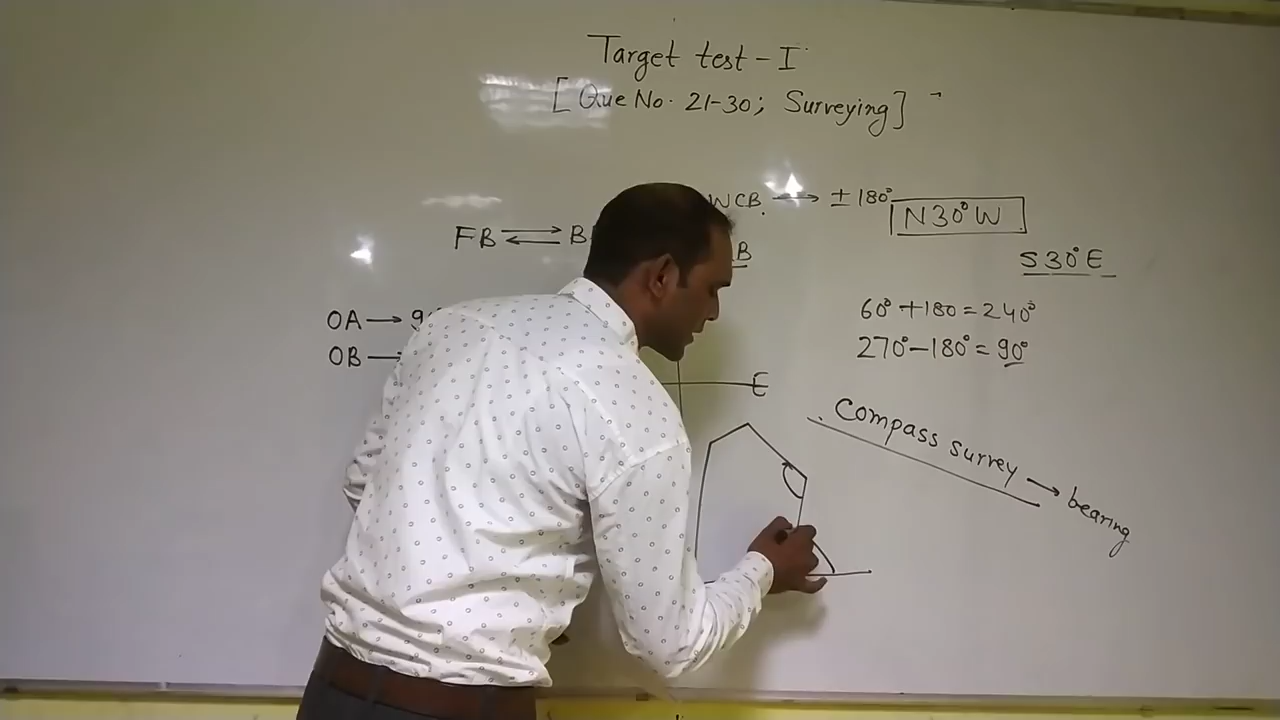 Target test - I
[Que No. 21-30; Surveying]
WCB ⟷ ± 180°
N30°W
FB ⇌ B
B
S30°E
OA → 9
60° + 180 = 240°
OB →
270° - 180° = 90°
E
Compass surrey → bearing